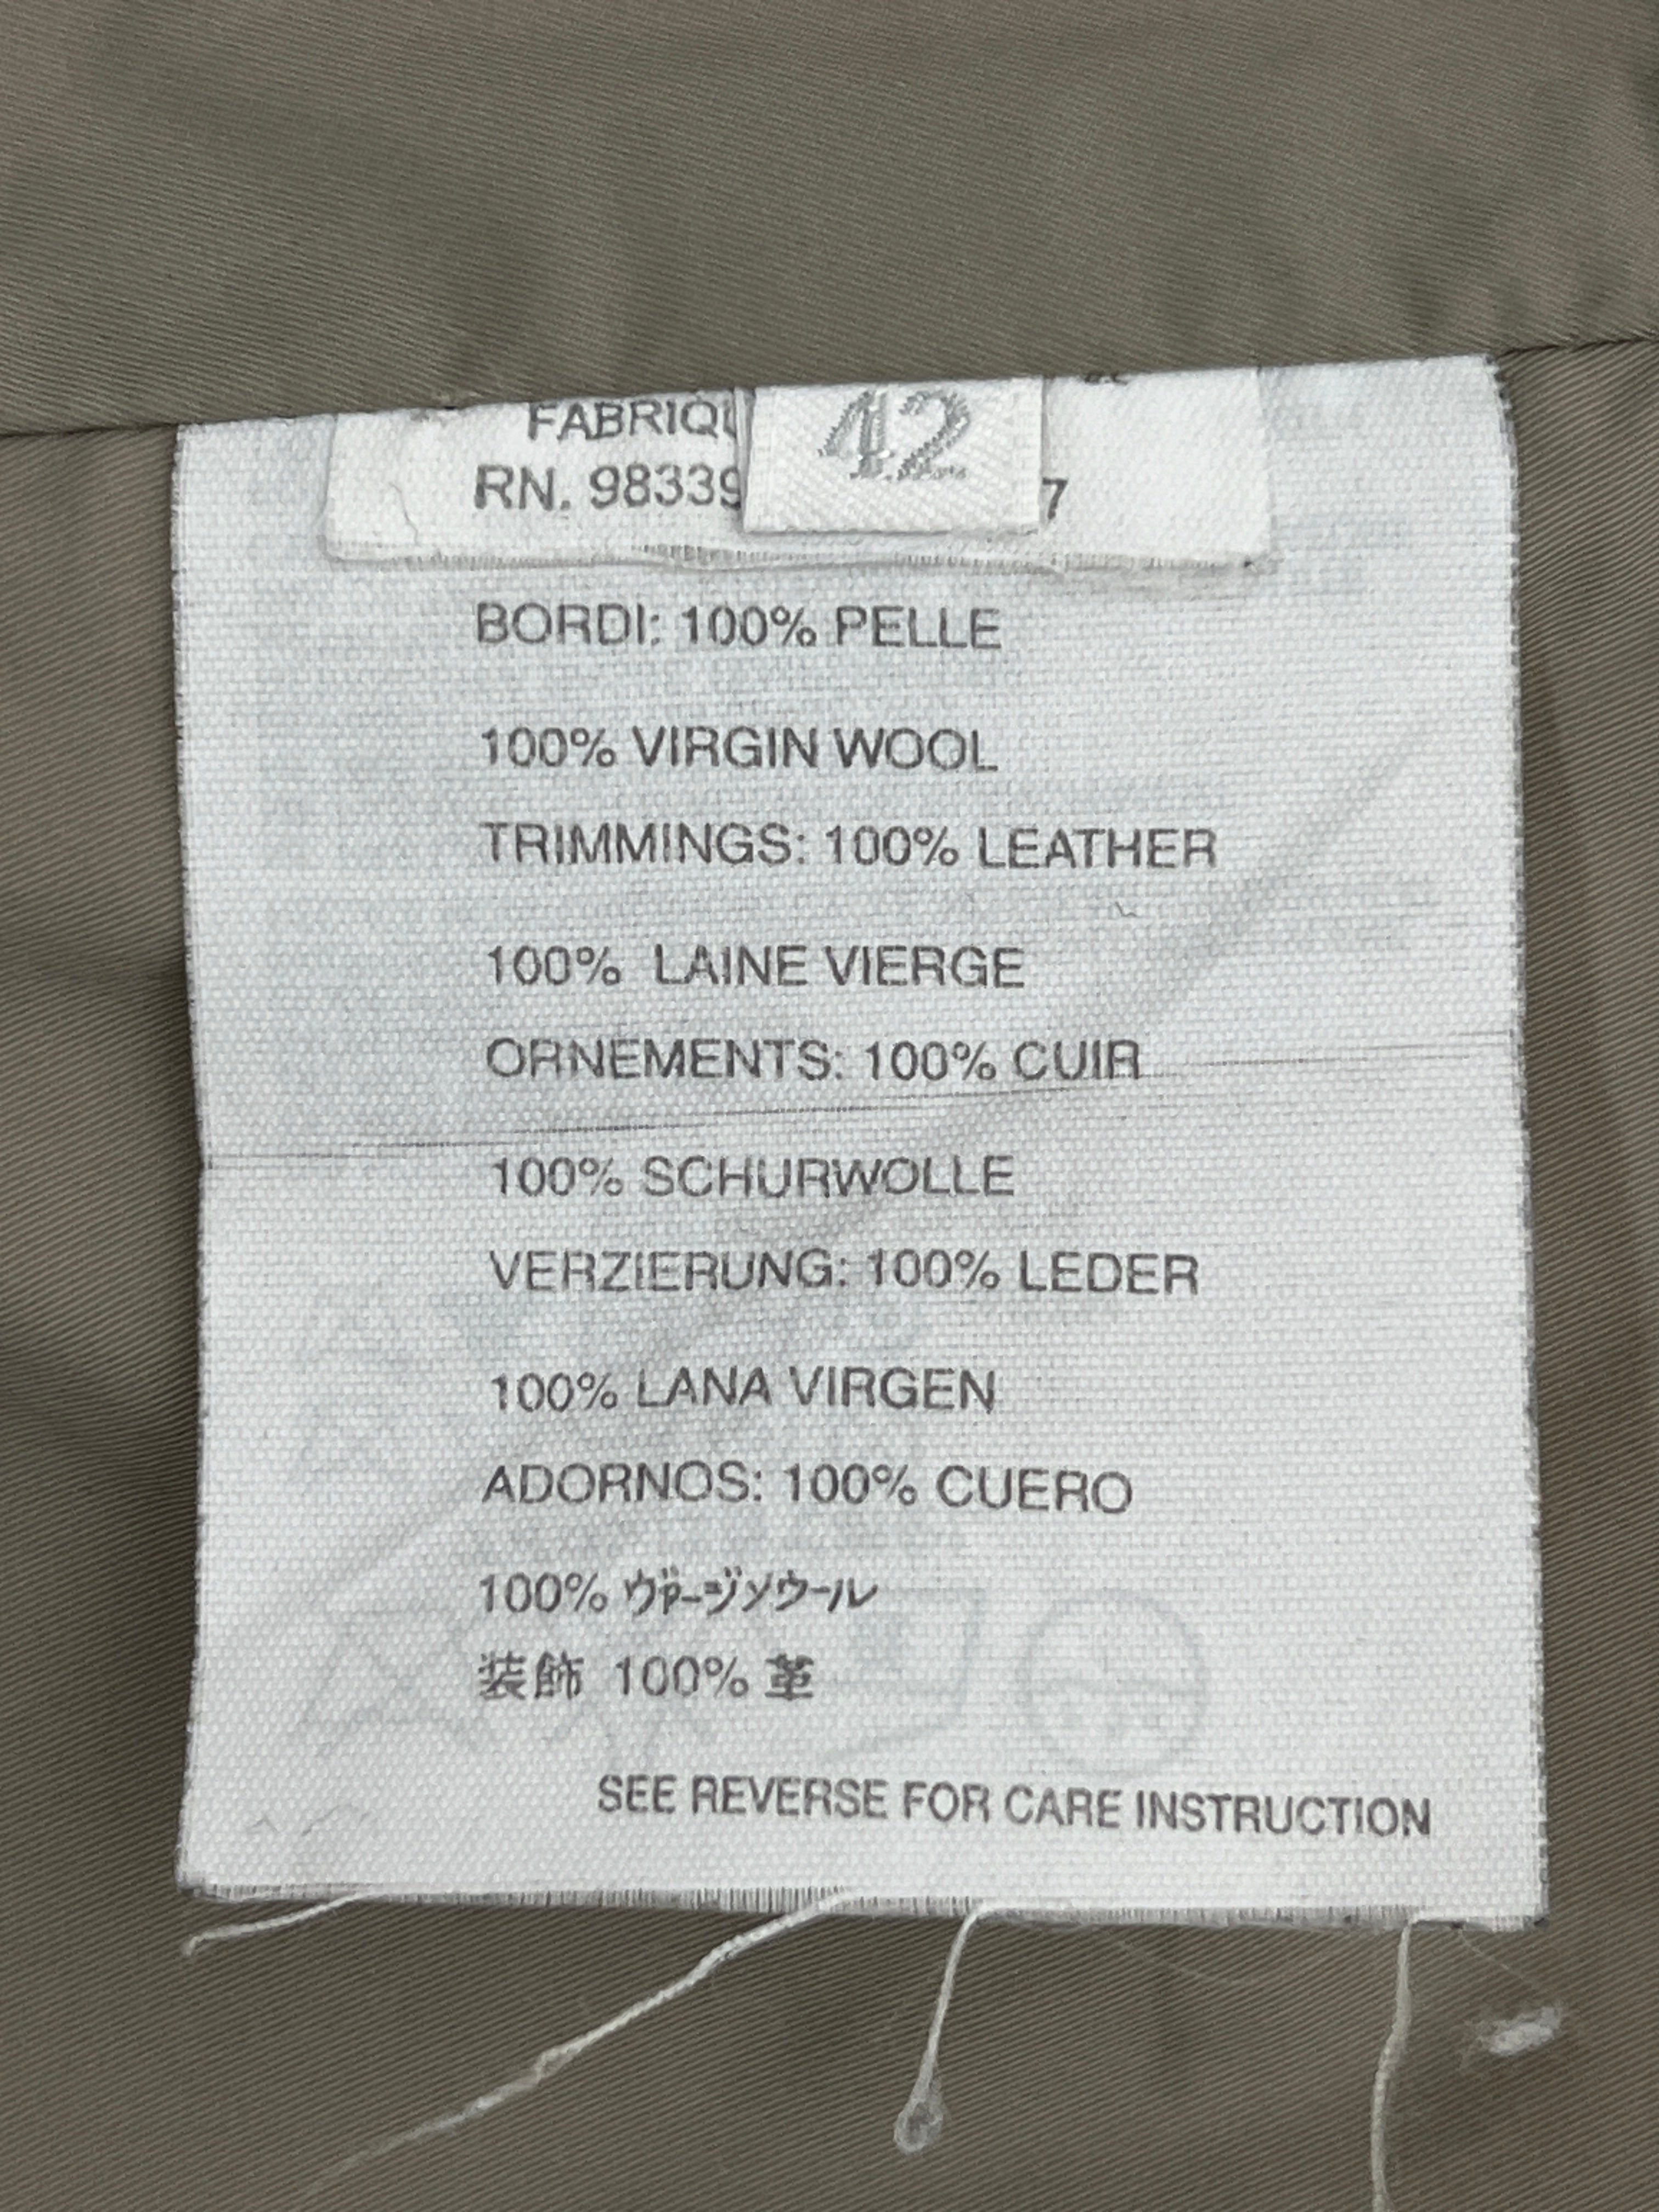 42
RN. 98339
7
BORDI: 100% PELLE
100% VIRGIN WOOL
TRIMMINGS: 100% LEATHER
100% LAINE VIERGE
ORNEMENTS: 100% CUIR
100% SCHURWOLLE
VERZIERUNG: 100% LEDER
100% LANA VIRGEN
ADORNOS: 100% CUERO
100% ヴァージンウール
装飾 100% 革
SEE REVERSE FOR CARE INSTRUCTION